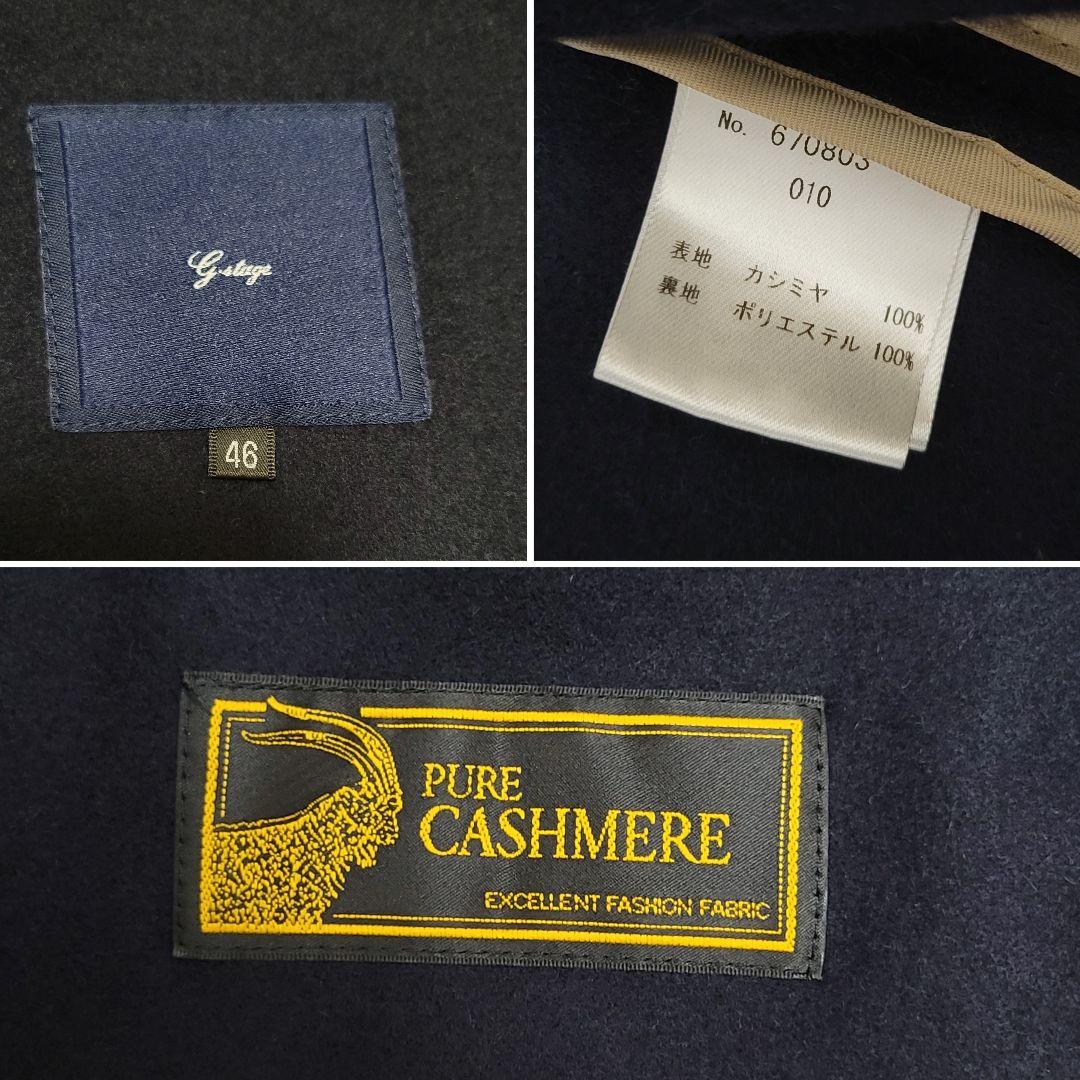 G-stage
46
No. 670803
010
表地 カシミヤ 100%
裏地 ポリエステル 100%
PURE
CASHMERE
EXCELLENT FASHION FABRIC